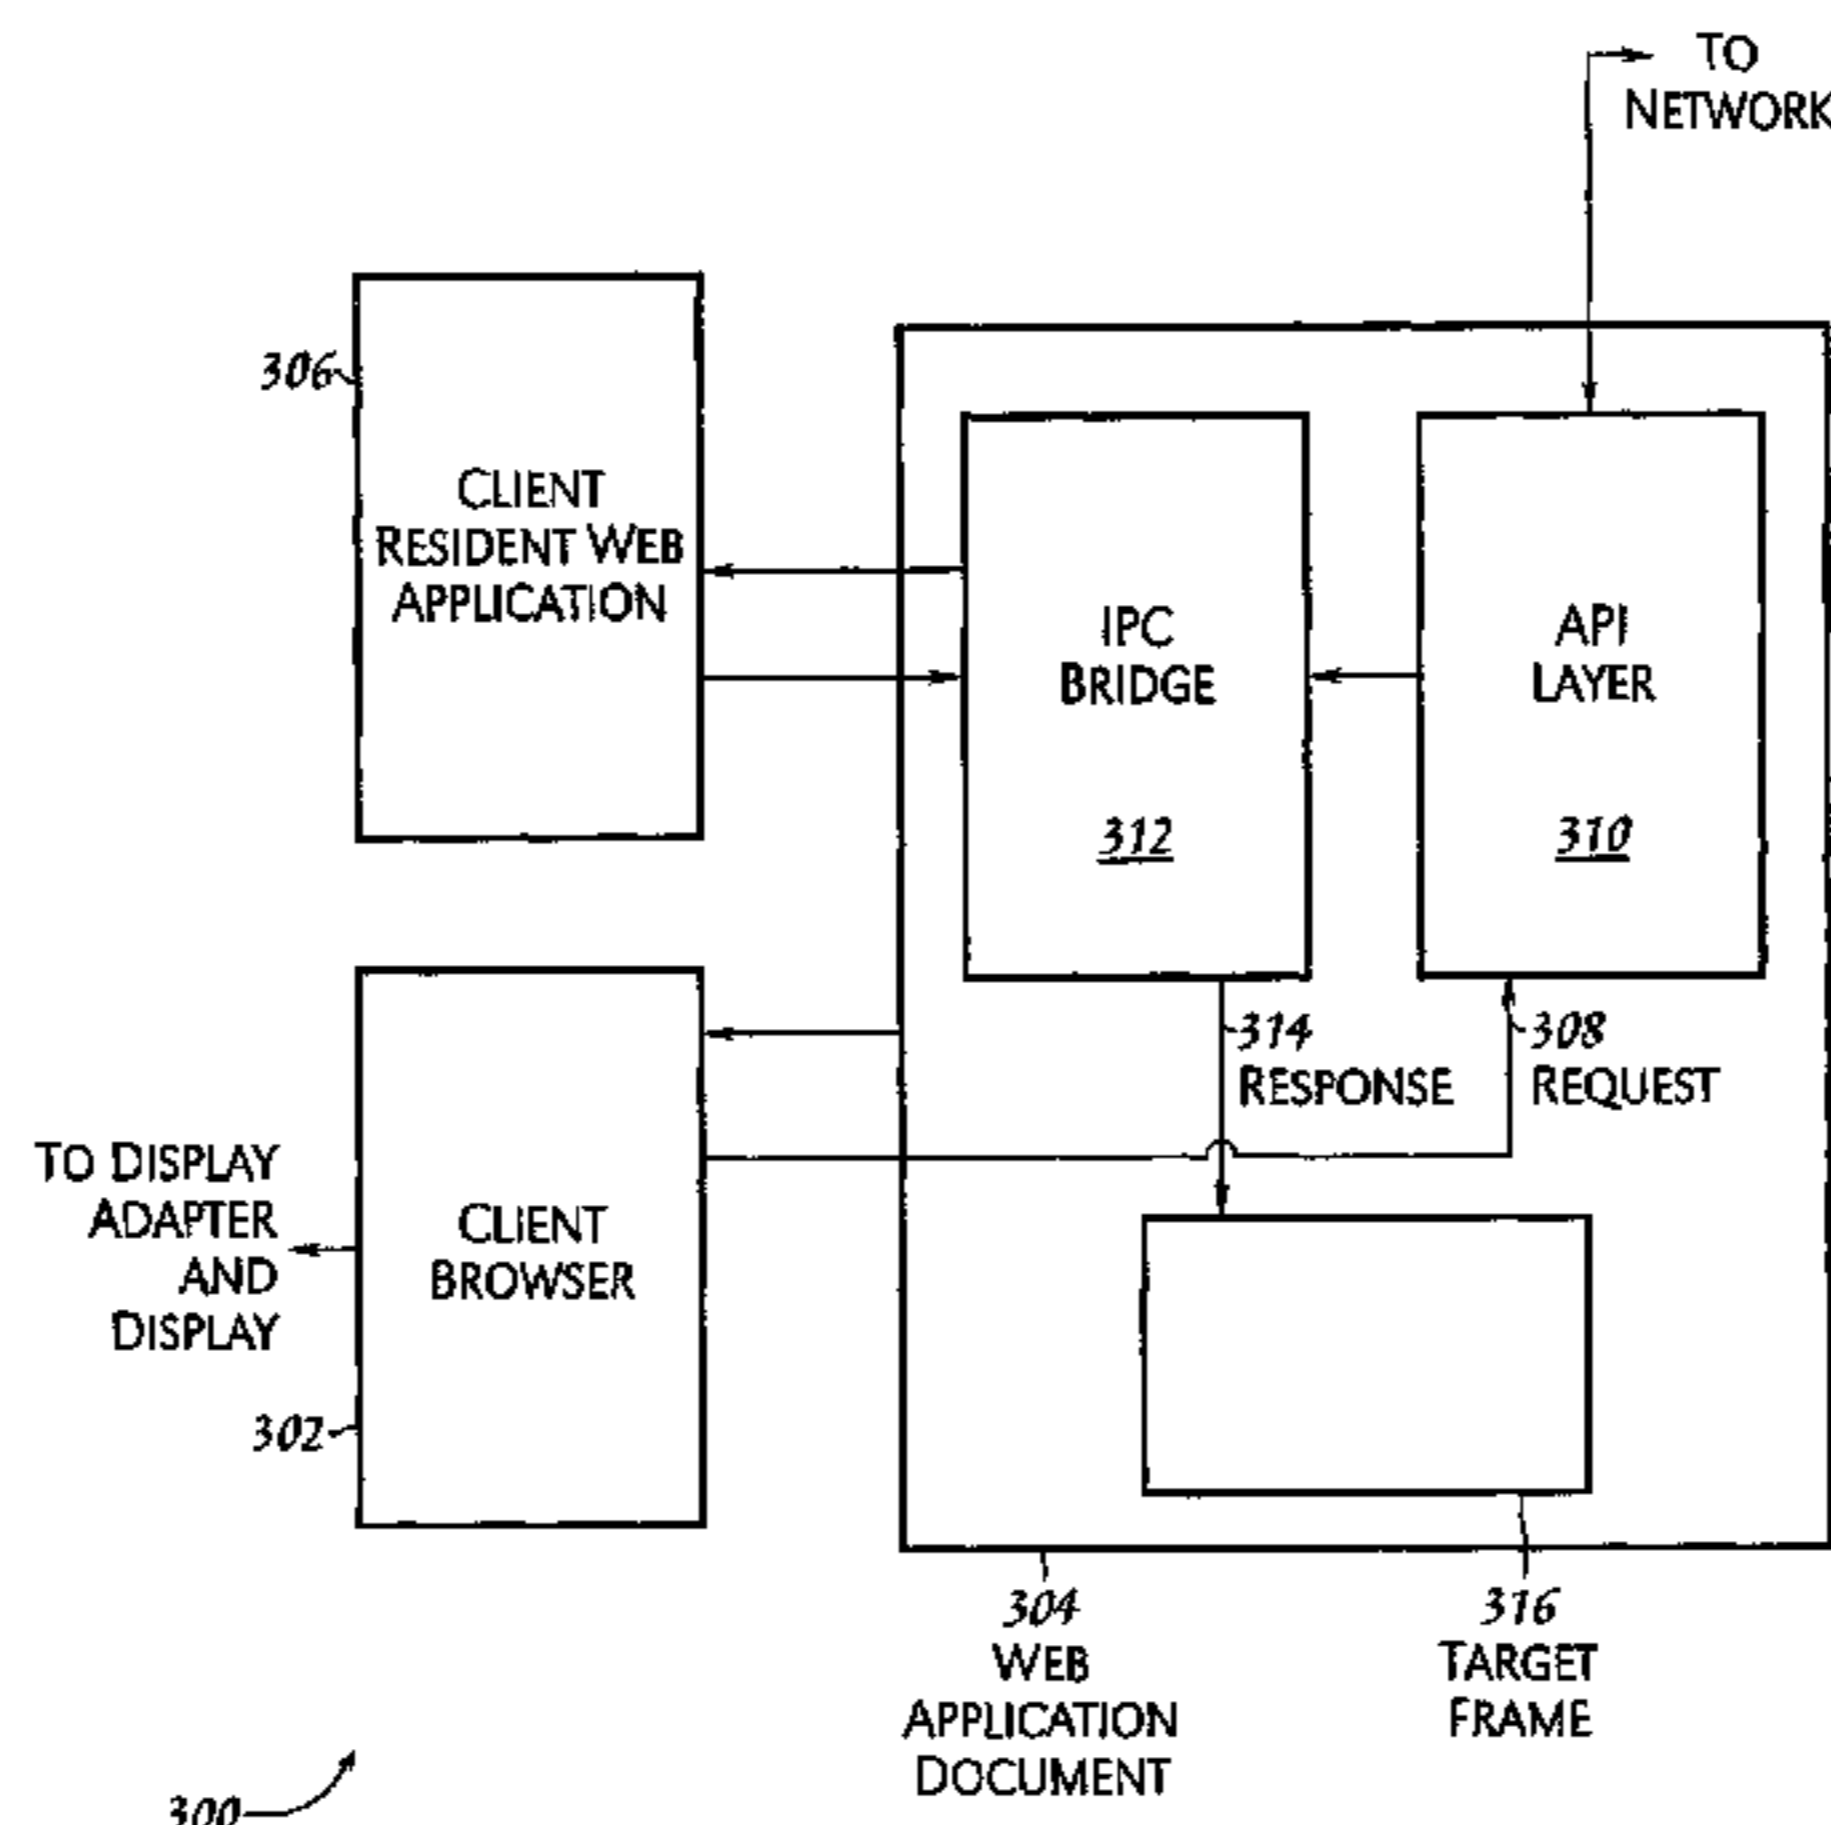 TO
NETWORK
306
CLIENT
RESIDENT WEB
APPLICATION
IPC
BRIDGE
312
API
LAYER
310
314
RESPONSE
308
REQUEST
TO DISPLAY
ADAPTER
AND
DISPLAY
CLIENT
BROWSER
302
304
WEB
APPLICATION
DOCUMENT
316
TARGET
FRAME
300